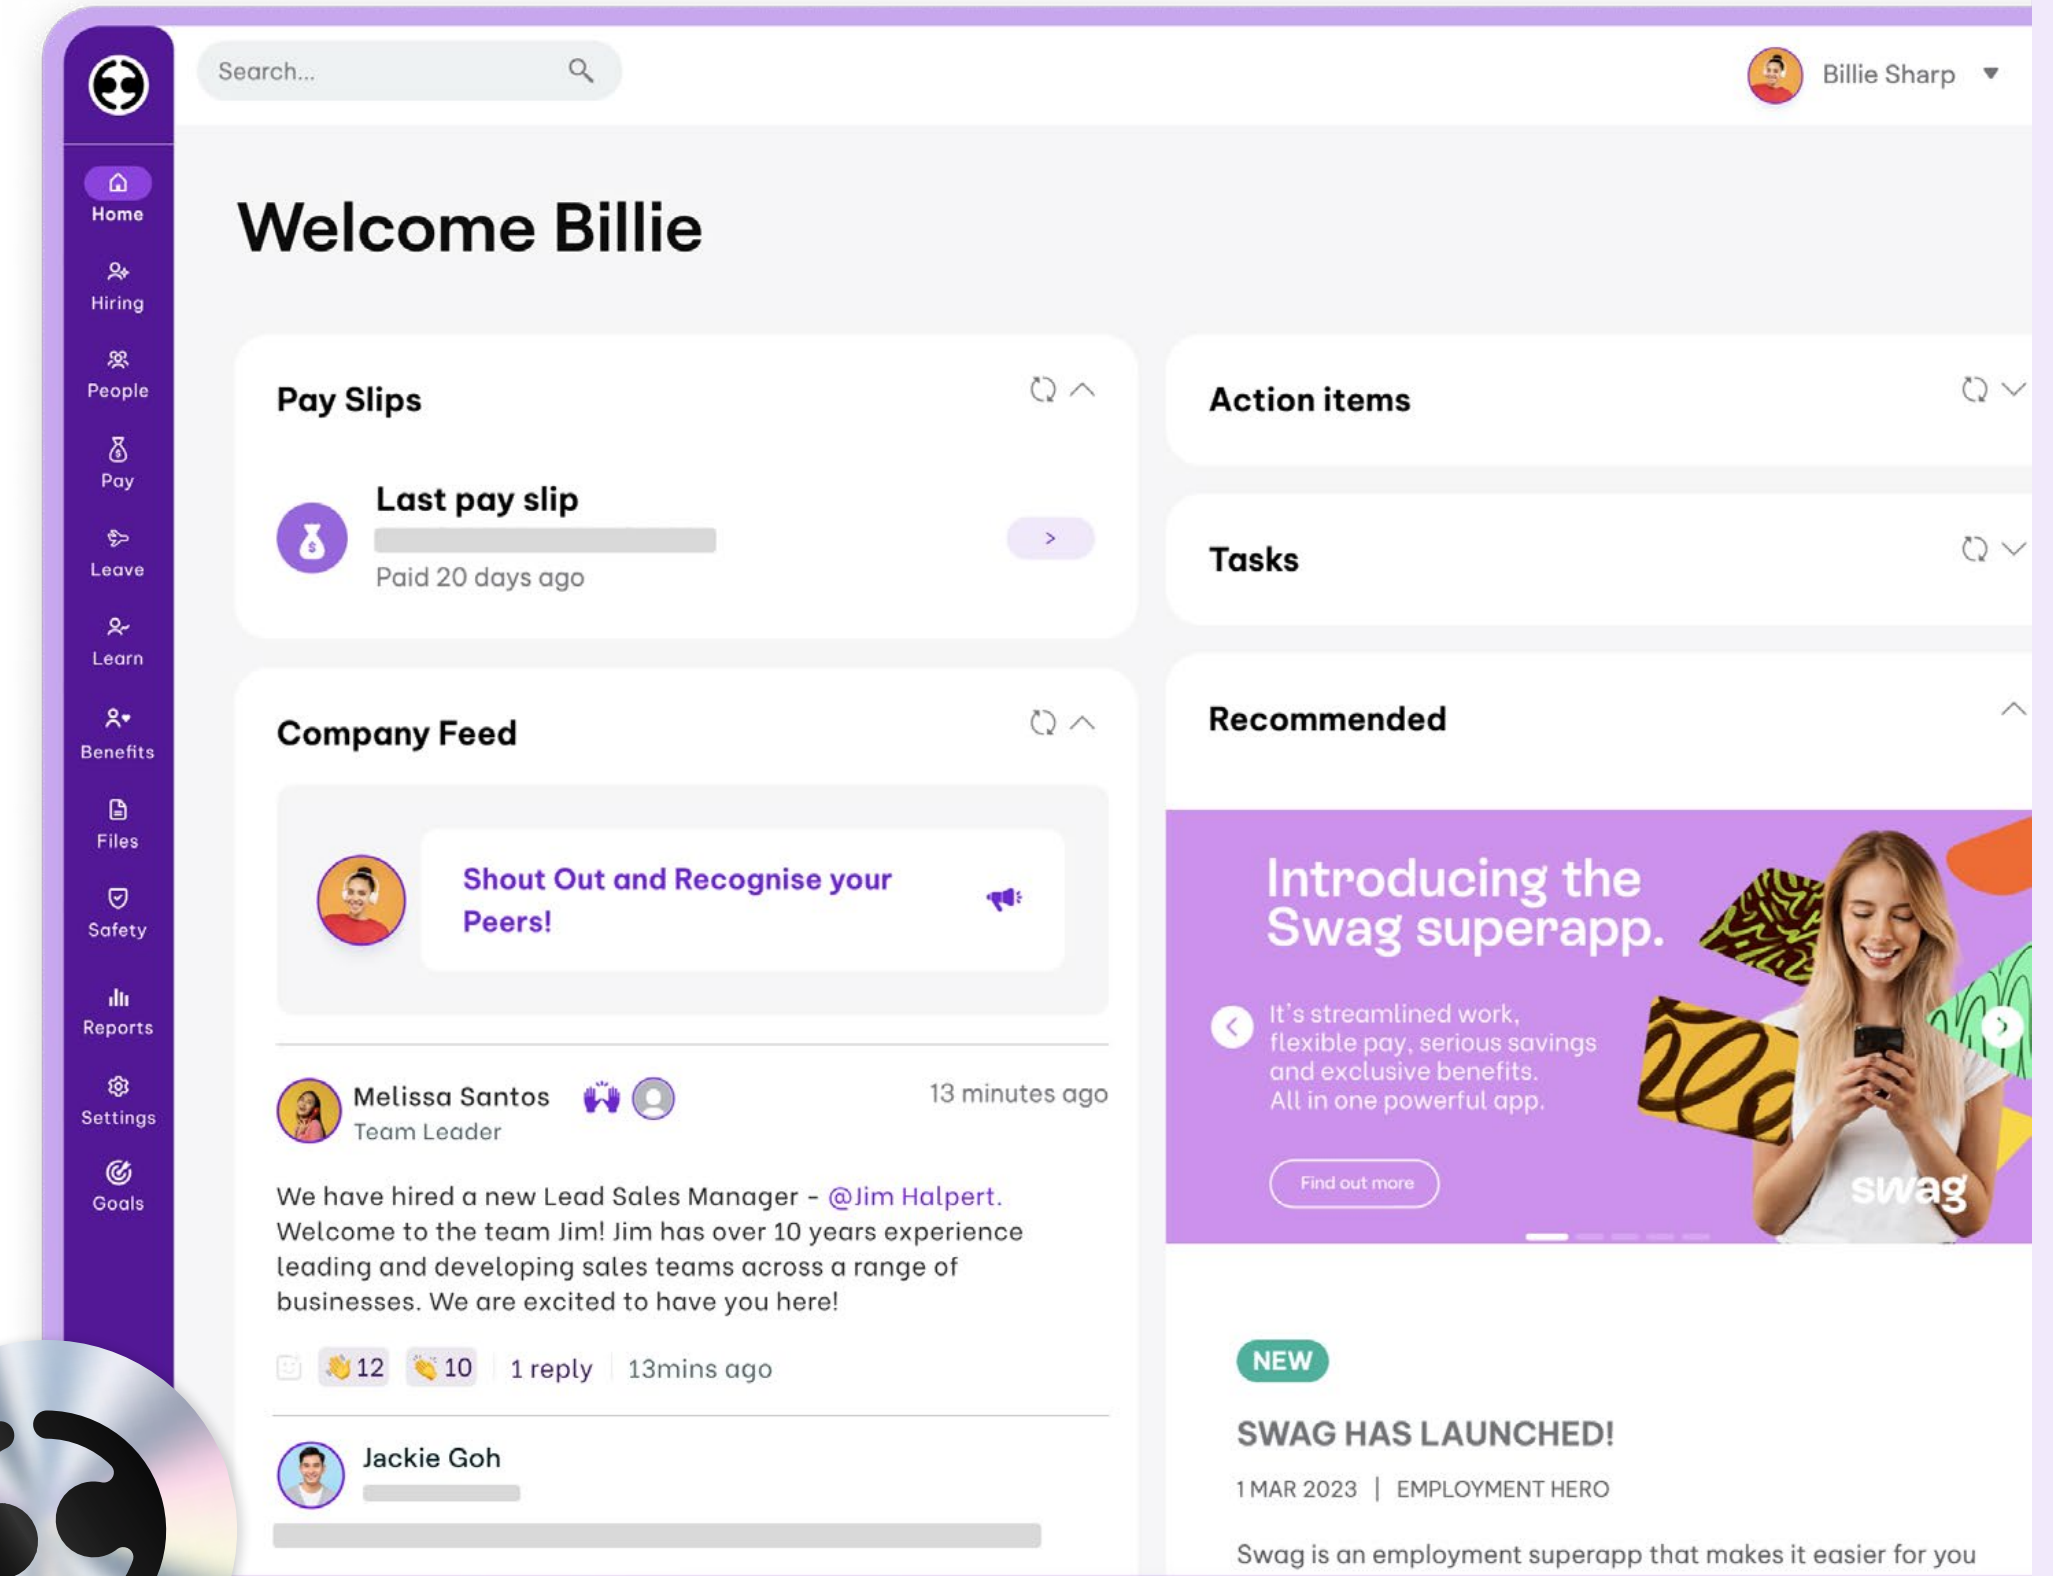 Search...
Billie Sharp
Home
Hiring
People
Pay
Leave
Learn
Benefits
Files
Safety
Reports
Settings
Goals
Welcome Billie
Pay Slips
Last pay slip
Paid 20 days ago
Company Feed
Shout Out and Recognise your
Peers!
Melissa Santos
Team Leader
13 minutes ago
We have hired a new Lead Sales Manager - @Jim Halpert.
Welcome to the team Jim! Jim has over 10 years experience
leading and developing sales teams across a range of
businesses. We are excited to have you here!
12
10
1 reply
13mins ago
Jackie Goh
Action items
Tasks
Recommended
Introducing the
Swag superapp.
It's streamlined work,
flexible pay, serious savings
and exclusive benefits.
All in one powerful app.
Find out more
swag
NEW
SWAG HAS LAUNCHED!
1 MAR 2023 | EMPLOYMENT HERO
Swag is an employment superapp that makes it easier for you